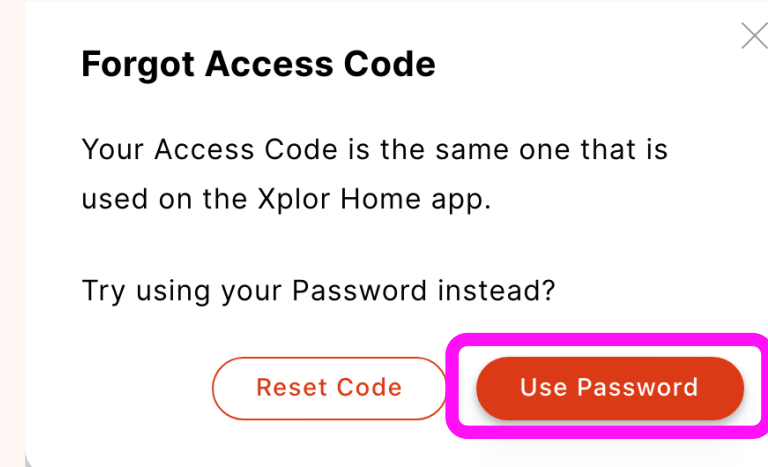 Forgot Access Code
Your Access Code is the same one that is
used on the Xplor Home app.
Try using your Password instead?
Reset Code
Use Password